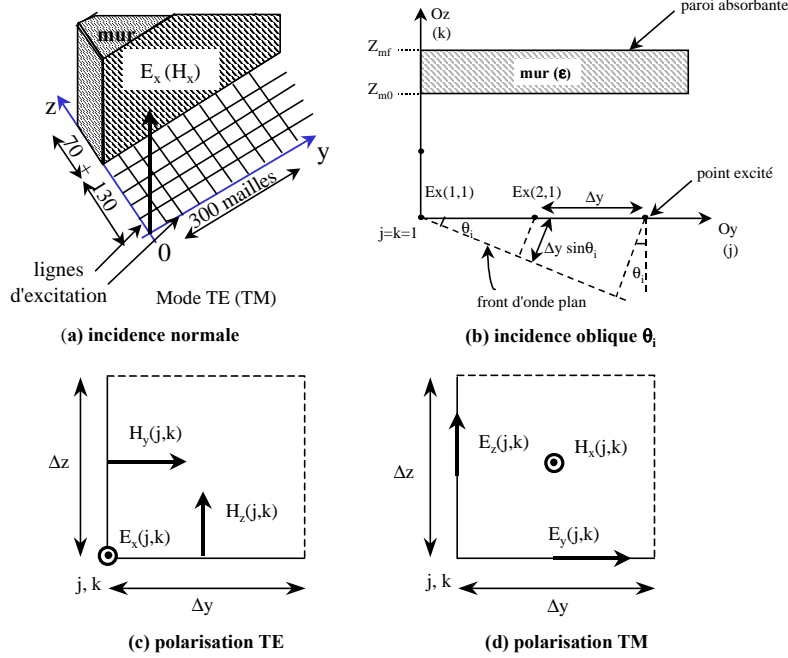 mur
E_x (H_x)
z
70 + 130
y
300 mailles
0
lignes
d'excitation
Mode TE (TM)
(a) incidence normale
Oz
(k)
paroi absorbante
Z_mf
mur (ε)
Z_m0
Ex(1,1)
Ex(2,1)
Δy
point excité
j=k=1
θ_i
Δy sinθ_i
Oy
(j)
θ_i
front d'onde plan
(b) incidence oblique θ_i
Δz
H_y(j,k)
H_z(j,k)
E_x(j,k)
j, k
Δy
(c) polarisation TE
Δz
E_z(j,k)
H_x(j,k)
E_y(j,k)
j, k
Δy
(d) polarisation TM